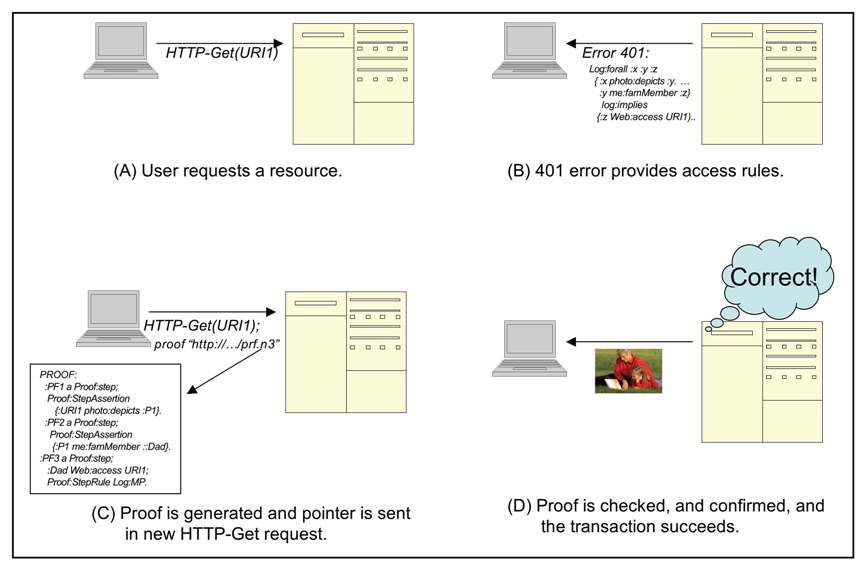 HTTP-Get(URI1)
(A) User requests a resource.
Error 401:
Log:forall :x :y :z
{ :x photo:depicts :y. …
:y me:famMember :z}
log:implies
{:z Web:access URI1)..
(B) 401 error provides access rules.
HTTP-Get(URI1);
proof “http://…/prf.n3”
PROOF:
:PF1 a Proof:step;
Proof:StepAssertion
{:URI1 photo:depicts :P1}.
:PF2 a Proof:step;
Proof:StepAssertion
{:P1 me:famMember ::Dad}.
:PF3 a Proof:step;
:Dad Web:access URI1;
Proof:StepRule Log:MP.
(C) Proof is generated and pointer is sent
in new HTTP-Get request.
Correct!
(D) Proof is checked, and confirmed, and
the transaction succeeds.